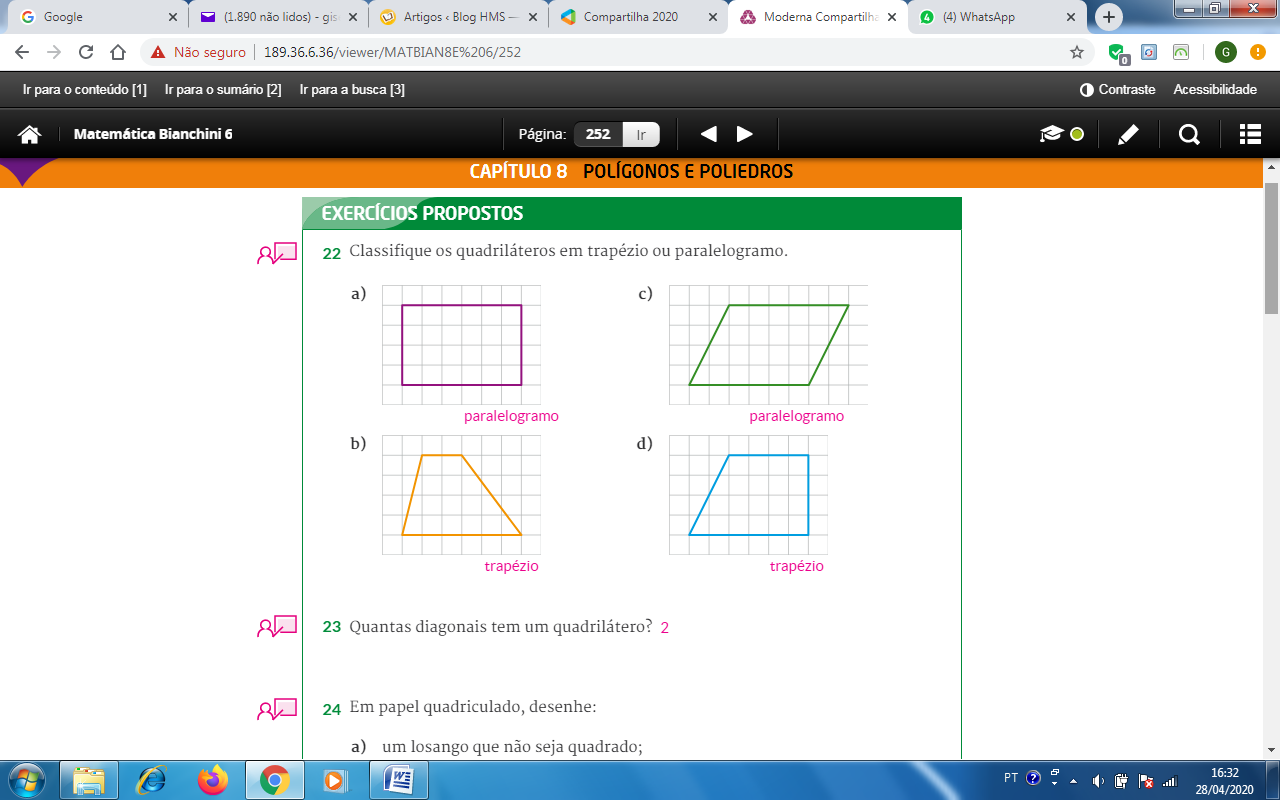 Google
(1.890 não lidos) - gis
Artigos ‹ Blog HMS —
Compartilha 2020
Moderna Compartilha
(4) WhatsApp
Não seguro 189.36.6.36/viewer/MATBIAN8E%206/252
0
G
Ir para o conteúdo [1] Ir para o sumário [2] Ir para a busca [3] Contraste Acessibilidade
Matemática Bianchini 6 Página: 252 Ir
CAPÍTULO 8 POLÍGONOS E POLIEDROS
EXERCÍCIOS PROPOSTOS
22 Classifique os quadriláteros em trapézio ou paralelogramo.
a)
paralelogramo
c)
paralelogramo
b)
trapézio
d)
trapézio
23 Quantas diagonais tem um quadrilátero? 2
24 Em papel quadriculado, desenhe:
a) um losango que não seja quadrado;
PT
16:32
28/04/2020